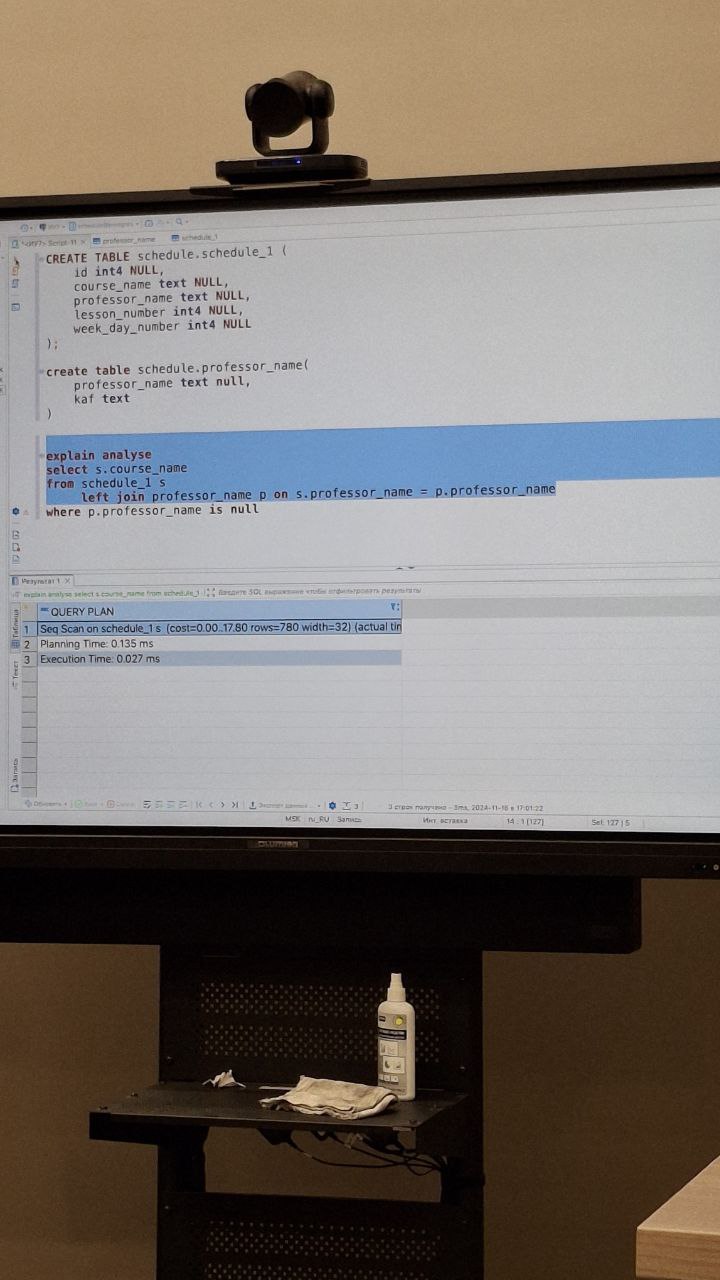 Script-11
professor_name
schedule_1
CREATE TABLE schedule.schedule_1 (
id int4 NULL,
course_name text NULL,
professor_name text NULL,
lesson_number int4 NULL,
week_day_number int4 NULL
);
create table schedule.professor_name(
professor_name text null,
kaf text
)
explain analyse
select s.course_name
from schedule_1 s
left join professor_name p on s.professor_name = p.professor_name
where p.professor_name is null
Результат 1
explain analyse select s.course_name from schedule_1 Введите SQL выражение чтобы отфильтровать результаты
Таблица
Текст
Запись
QUERY PLAN
1 Seq Scan on schedule_1 s (cost=0.00..17.80 rows=780 width=32) (actual tin
2 Planning Time: 0.135 ms
3 Execution Time: 0.027 ms
Обновить
3
3 строк получено - 3ms, 2024-11-16 в 17:01:22
MSK ru_RU Запись Инт. вставка 14 : 1 [127] Sel: 127 | 5